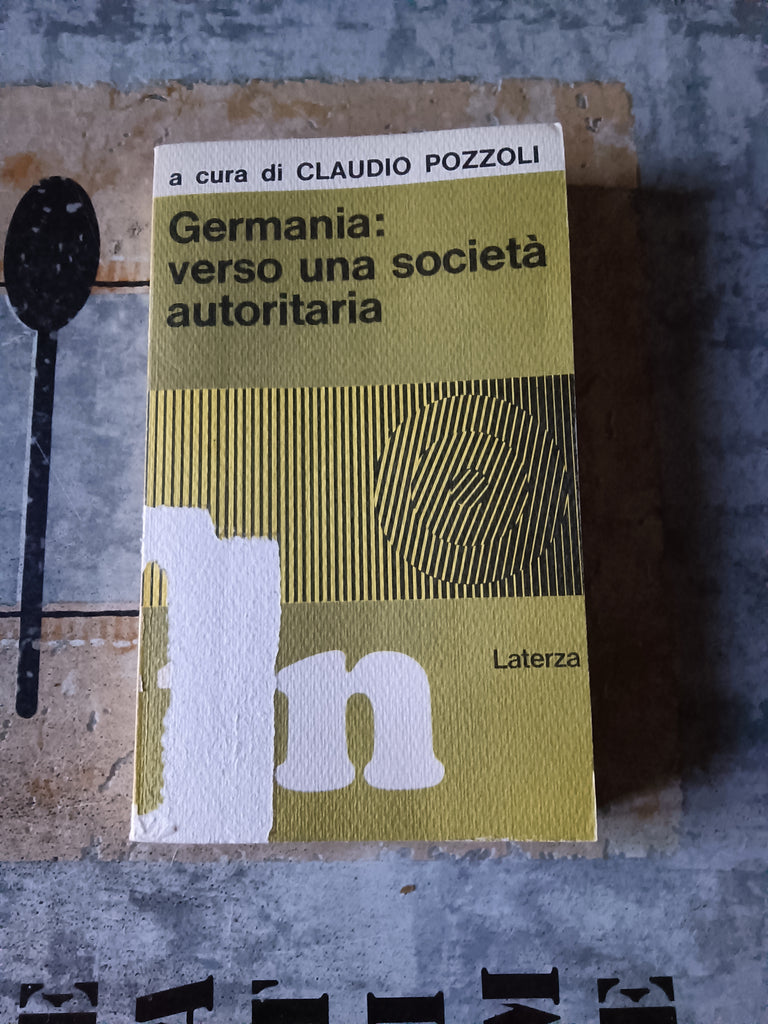 a cura di CLAUDIO POZZOLI
Germania:
verso una società
autoritaria
Laterza
n